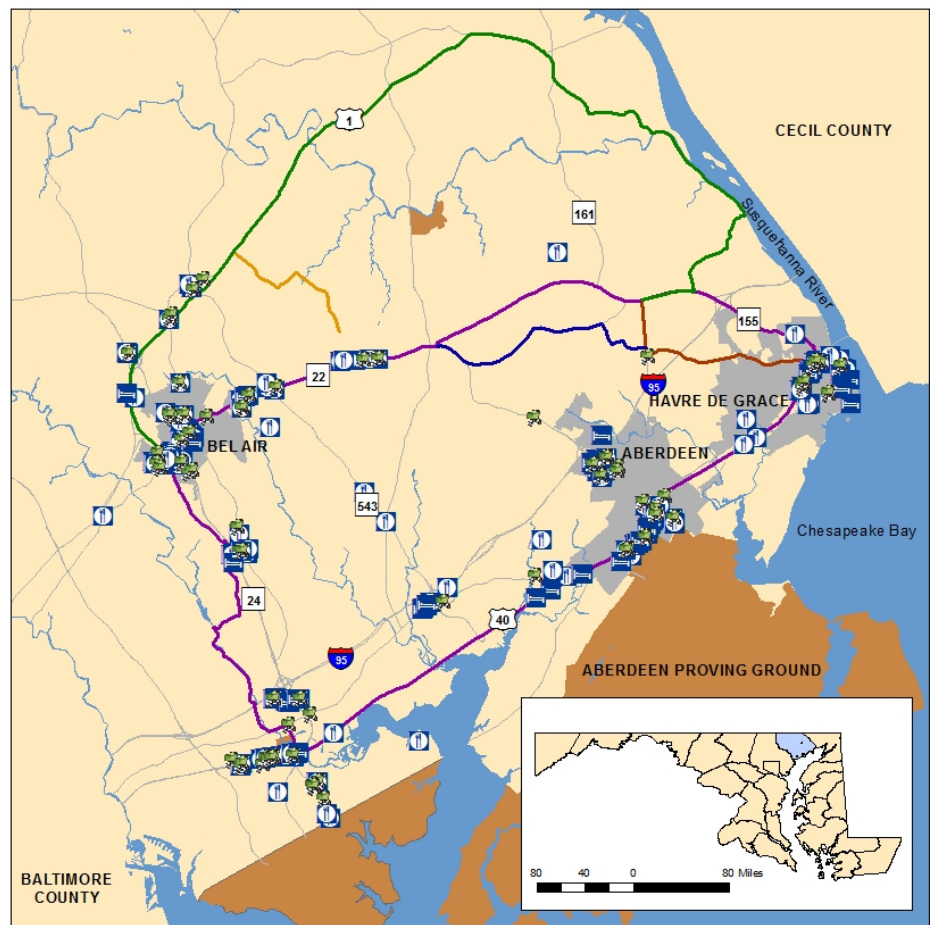 1
CECIL COUNTY
161
Susquehanna River
155
22
95
HAVRE DE GRACE
BEL AIR
ABERDEEN
543
Chesapeake Bay
24
40
95
ABERDEEN PROVING GROUND
BALTIMORE
COUNTY
80 40 0 80 Miles